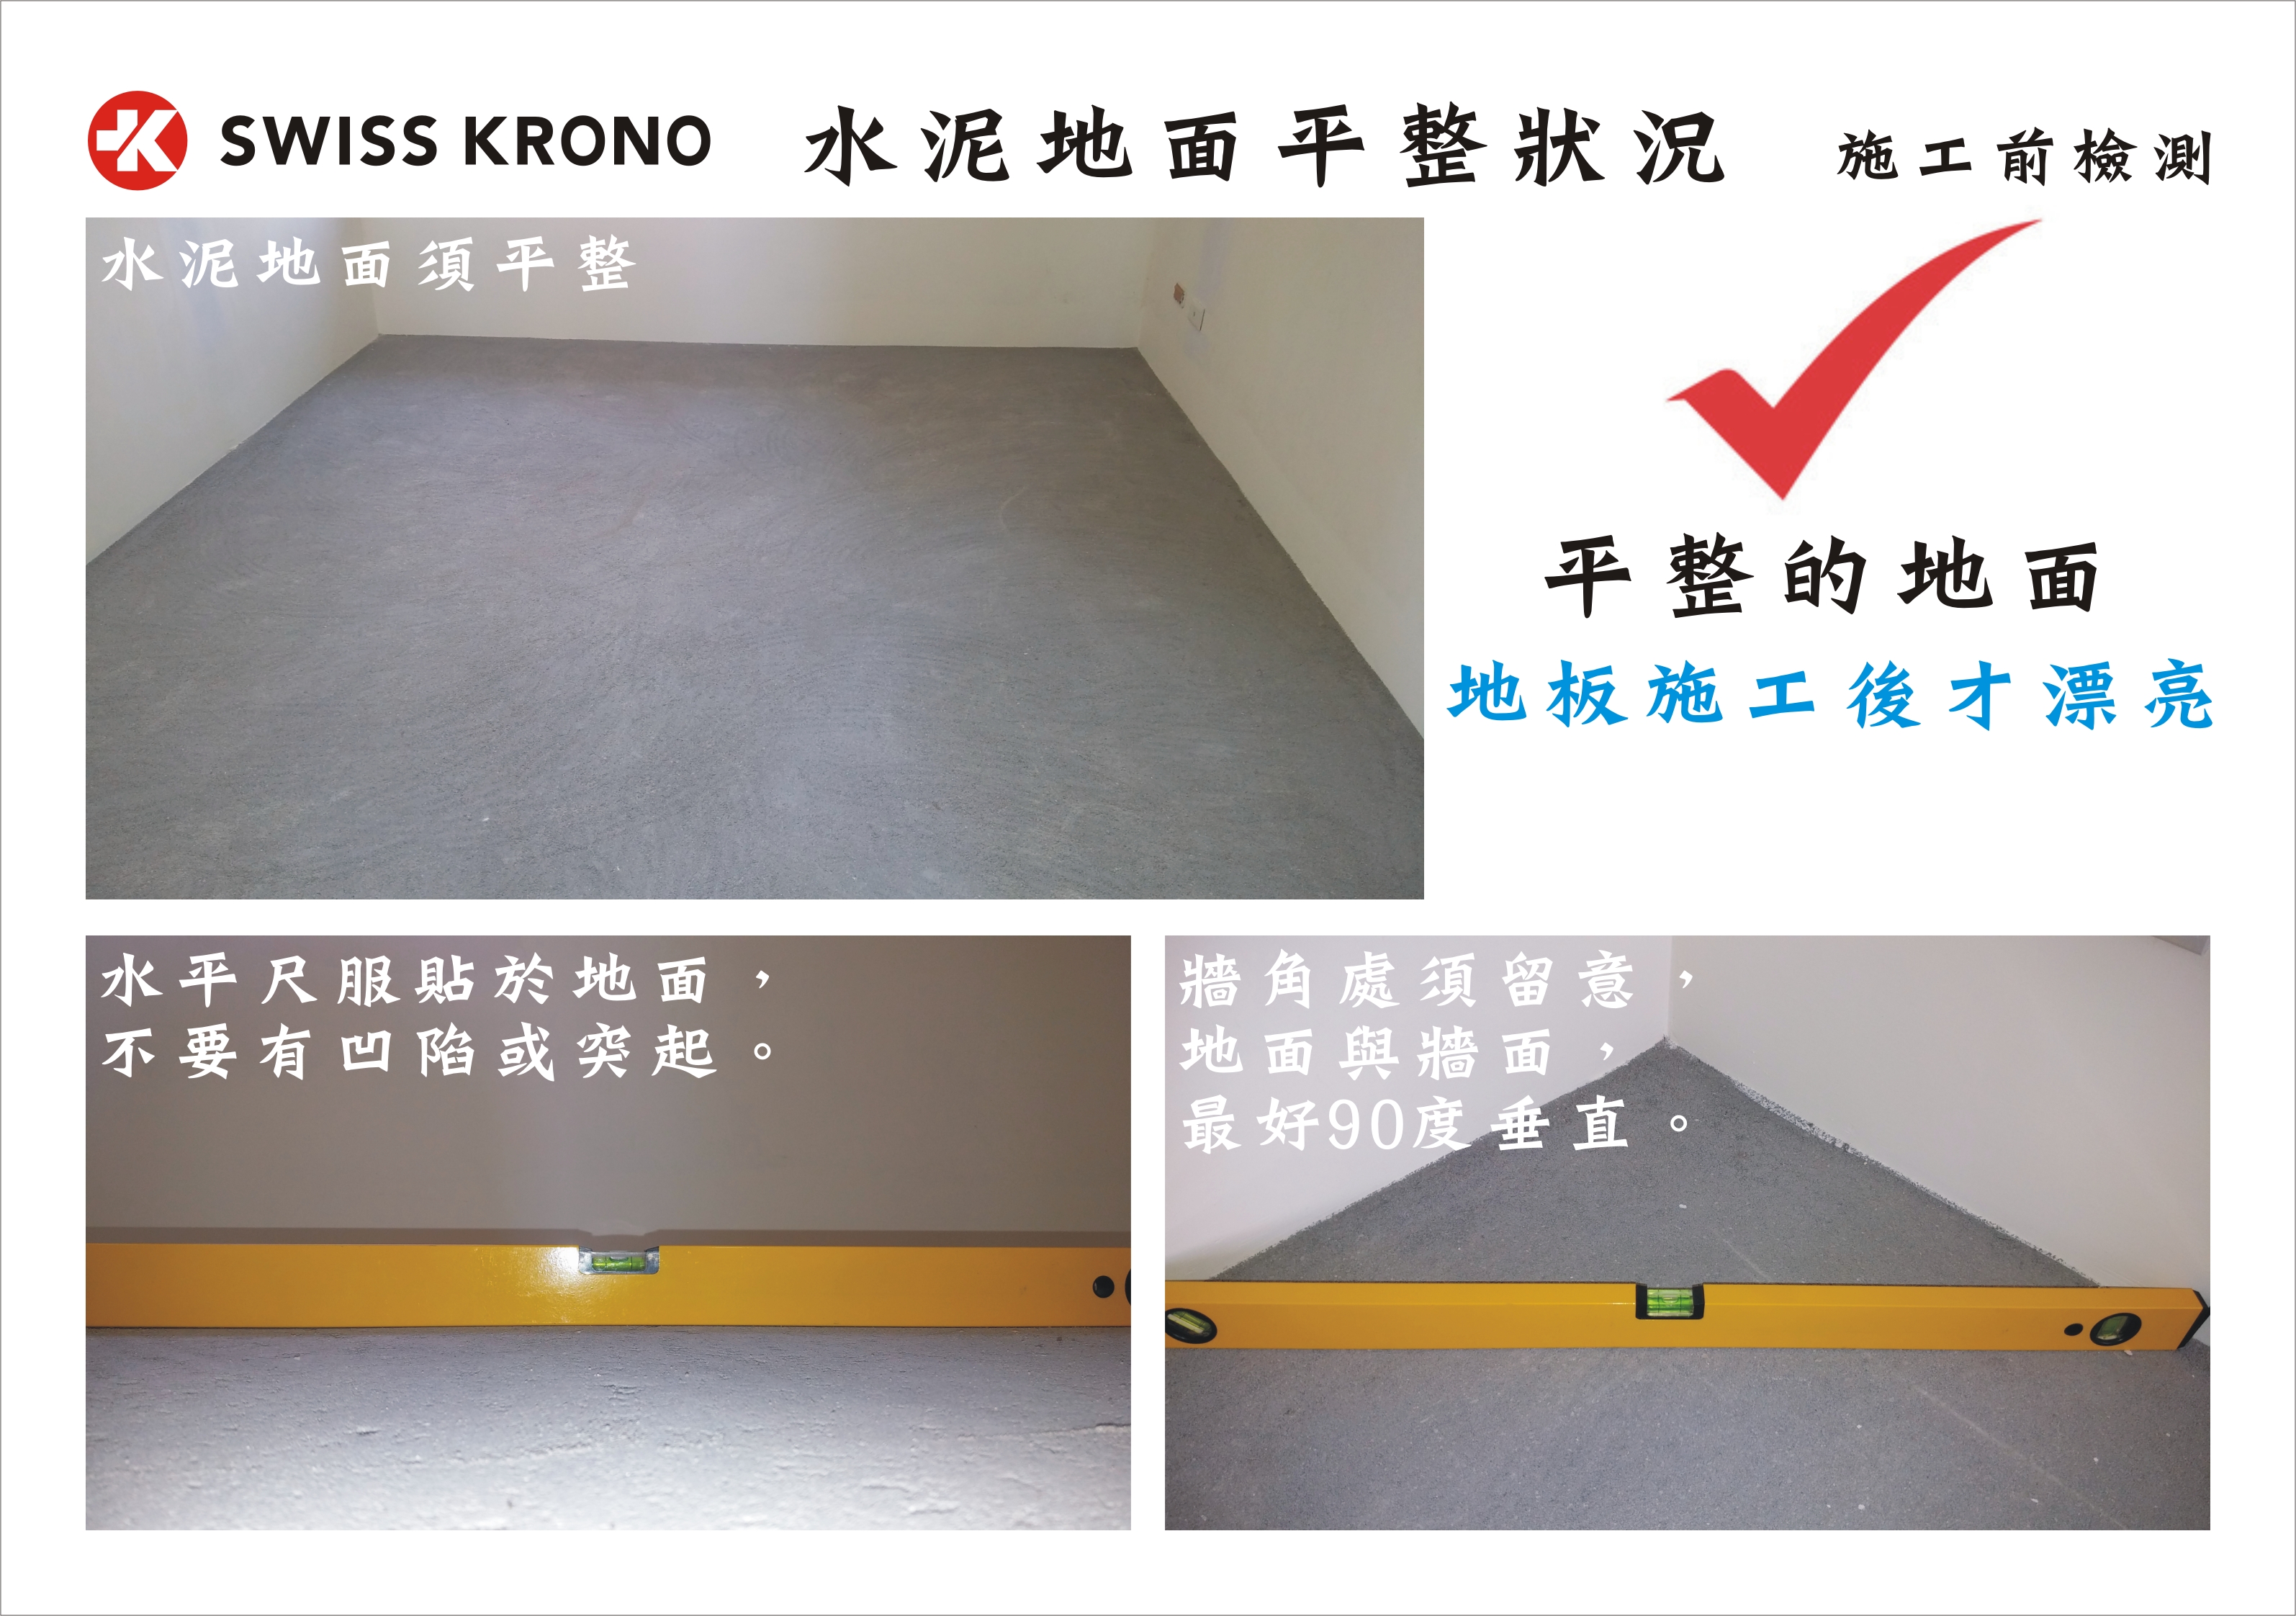 SWISS KRONO
水泥地面平整狀況
施工前檢測
水泥地面須平整
平整的地面
地板施工後才漂亮
水平尺服貼於地面，
不要有凹陷或突起。
牆角處須留意，
地面與牆面，
最好90度垂直。